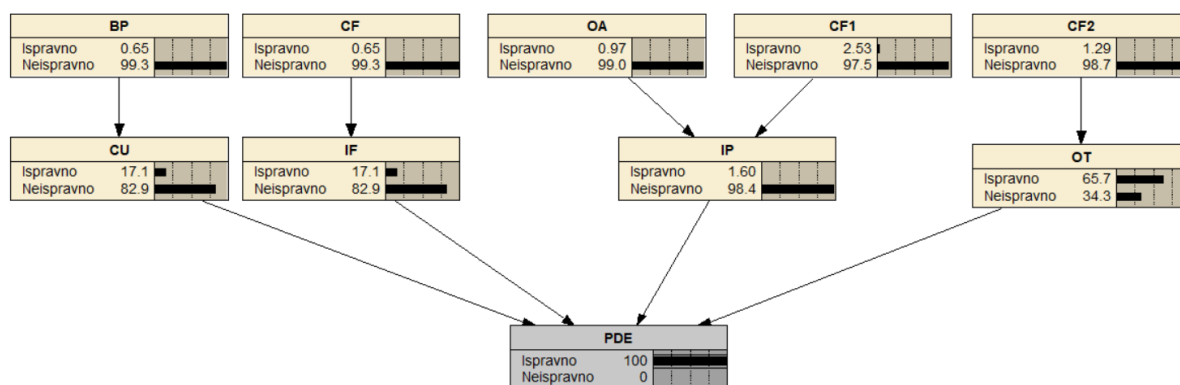 BP
Ispravno 0.65
Neispravno 99.3
CF
Ispravno 0.65
Neispravno 99.3
OA
Ispravno 0.97
Neispravno 99.0
CF1
Ispravno 2.53
Neispravno 97.5
CF2
Ispravno 1.29
Neispravno 98.7
CU
Ispravno 17.1
Neispravno 82.9
IF
Ispravno 17.1
Neispravno 82.9
IP
Ispravno 1.60
Neispravno 98.4
OT
Ispravno 65.7
Neispravno 34.3
PDE
Ispravno 100
Neispravno 0